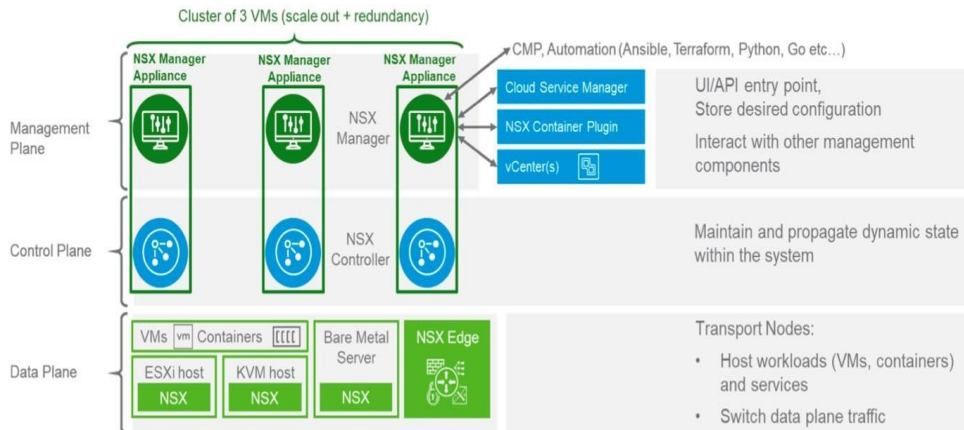 Cluster of 3 VMs (scale out + redundancy)
NSX Manager
Appliance
NSX Manager
Appliance
NSX Manager
Appliance
CMP, Automation (Ansible, Terraform, Python, Go etc…)
Management
Plane
NSX
Manager
Cloud Service Manager
NSX Container Plugin
vCenter(s)
UI/API entry point,
Store desired configuration
Interact with other management
components
Control Plane
NSX
Controller
Maintain and propagate dynamic state
within the system
Data Plane
VMs vm Containers
ESXi host
NSX
KVM host
NSX
Bare Metal
Server
NSX
NSX Edge
Transport Nodes:
• Host workloads (VMs, containers)
and services
• Switch data plane traffic